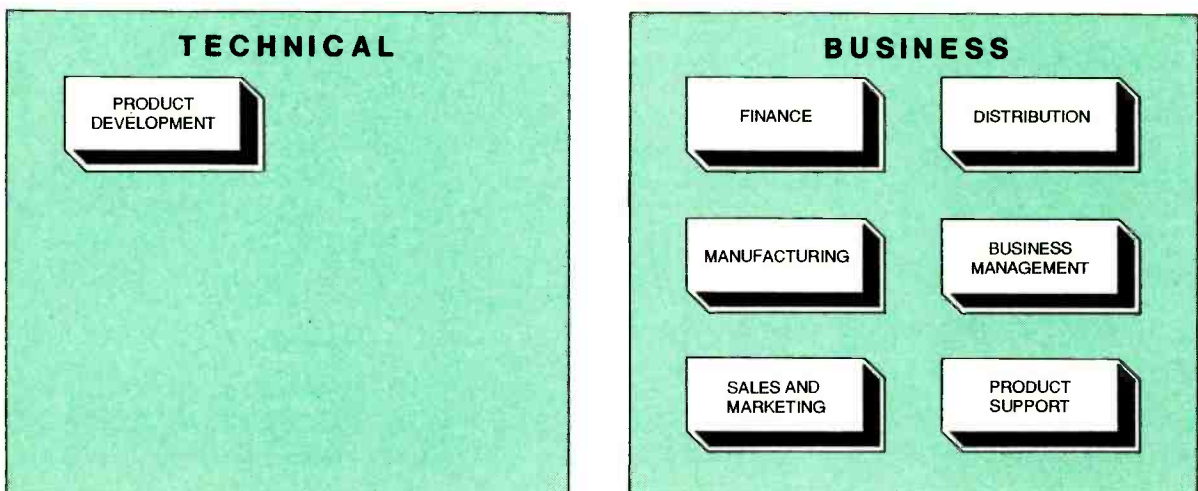 TECHNICAL
PRODUCT
DEVELOPMENT
BUSINESS
FINANCE
DISTRIBUTION
MANUFACTURING
BUSINESS
MANAGEMENT
SALES AND
MARKETING
PRODUCT
SUPPORT